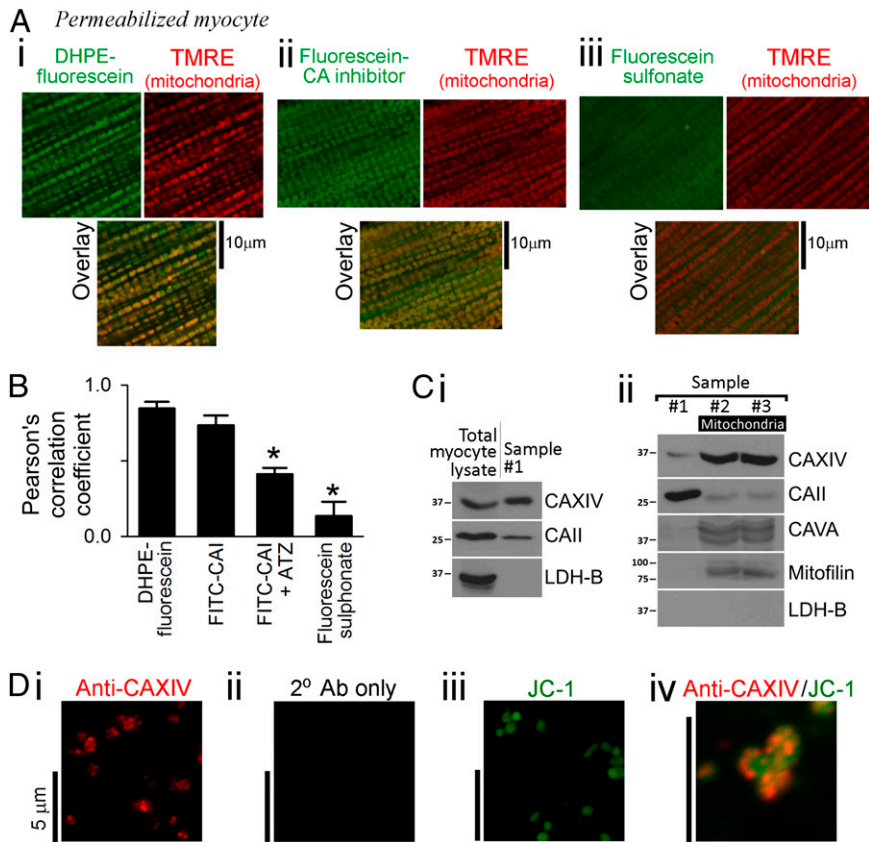 A Permeabilized myocyte
i
DHPE-
fluorescein
TMRE
(mitochondria)
Overlay
10μm
ii
Fluorescein-
CA inhibitor
TMRE
(mitochondria)
Overlay
10μm
iii
Fluorescein
sulfonate
TMRE
(mitochondria)
Overlay
10μm
B
Pearson's
correlation
coefficient
1.0
0.0
*
*
DHPE-
fluorescein
FITC-CAI
FITC-CAI
+ ATZ
Fluorescein
sulphonate
C i
Total
myocyte
lysate
Sample
#1
37
CAXIV
25
CAII
37
LDH-B
ii
Sample
#1 #2 #3
Mitochondria
37
CAXIV
25
CAII
37
CAVA
100
75
Mitofilin
37
LDH-B
D i
Anti-CAXIV
5 μm
ii
2º Ab only
iii
JC-1
iv
Anti-CAXIV/JC-1